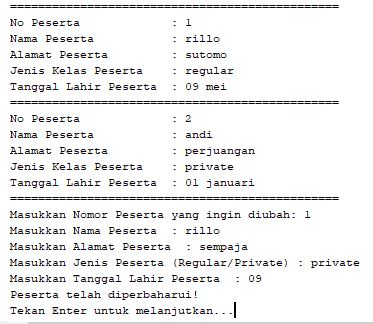 ===============================================
No Peserta            : 1
Nama Peserta          : rillo
Alamat Peserta        : sutomo
Jenis Kelas Peserta   : regular
Tanggal Lahir Peserta : 09 mei
===============================================
No Peserta            : 2
Nama Peserta          : andi
Alamat Peserta        : perjuangan
Jenis Kelas Peserta   : private
Tanggal Lahir Peserta : 01 januari
===============================================
Masukkan Nomor Peserta yang ingin diubah: 1
Masukkan Nama Peserta  : rillo
Masukkan Alamat Peserta  : sempaja
Masukkan Jenis Peserta (Regular/Private) : private
Masukkan Tanggal Lahir Peserta  : 09
Peserta telah diperbaharui!
Tekan Enter untuk melanjutkan...